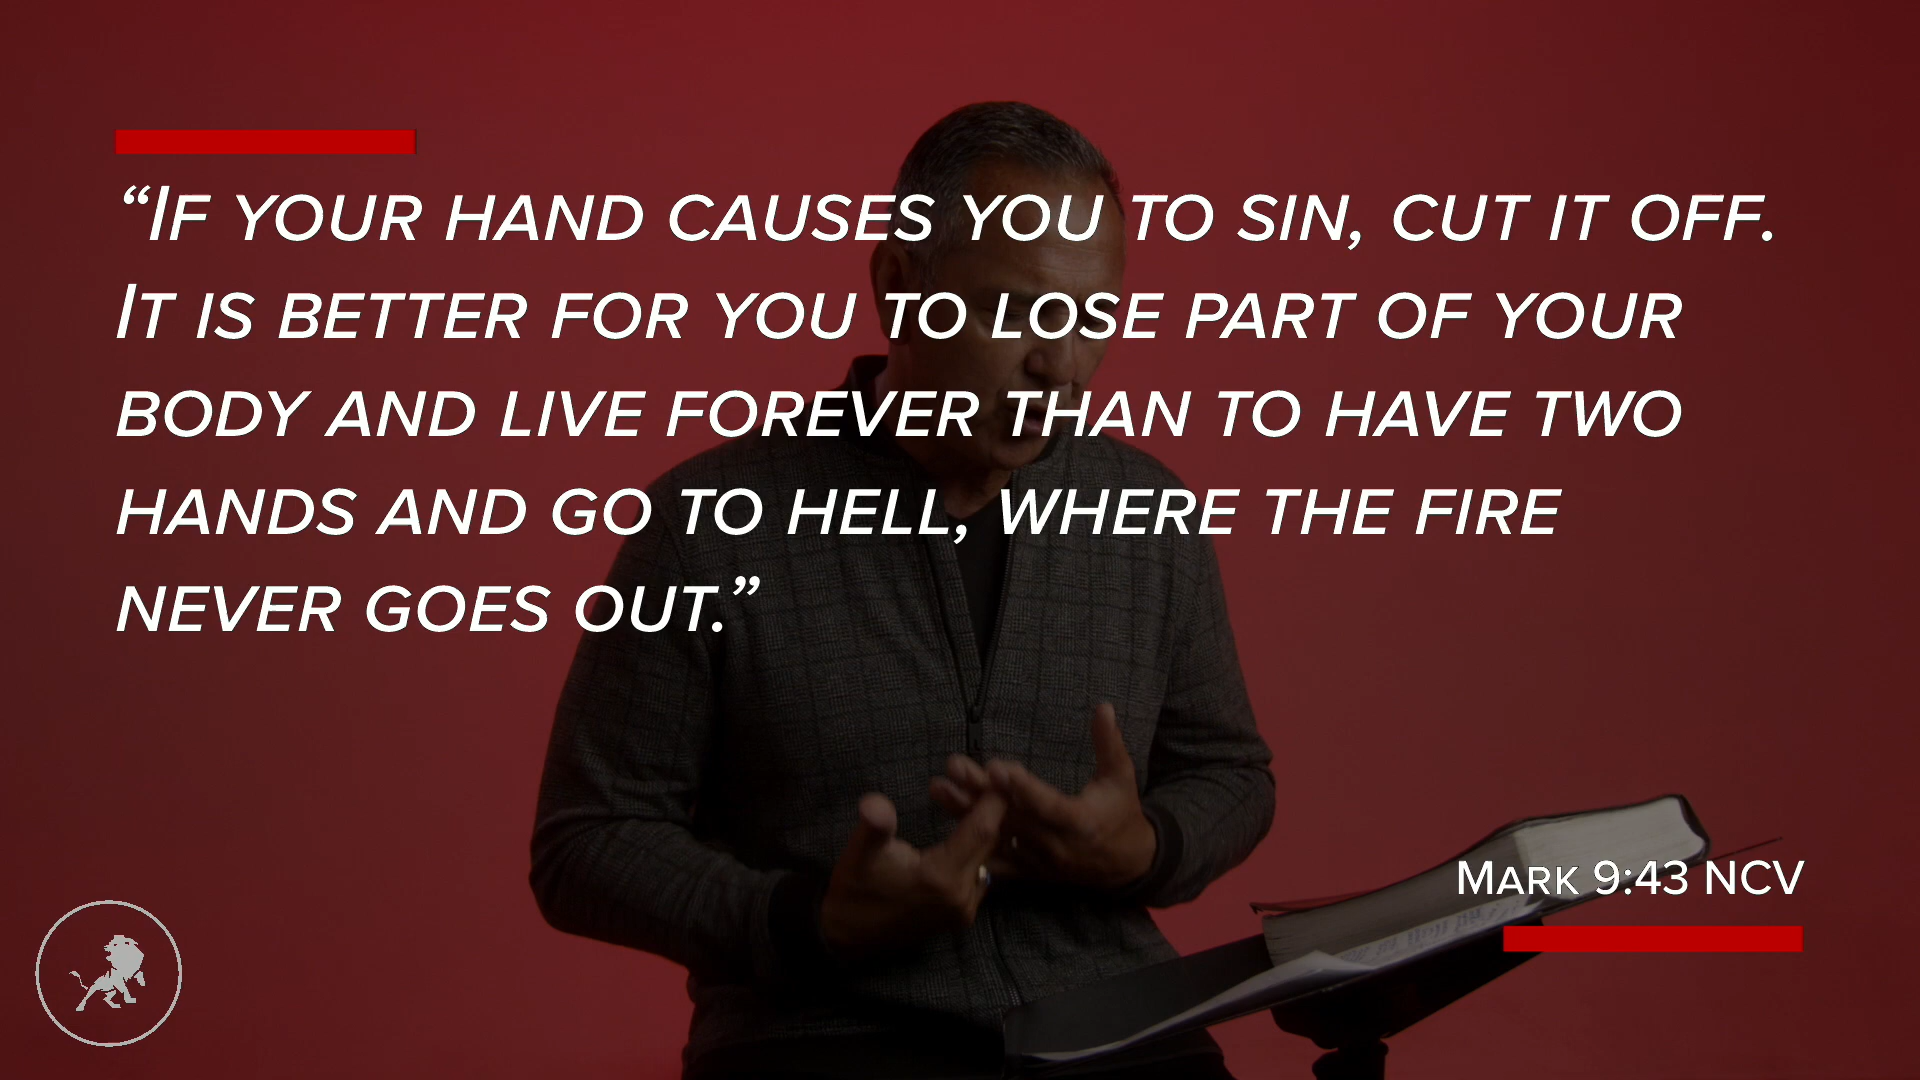 “If your hand causes you to sin, cut it off.
It is better for you to lose part of your
body and live forever than to have two
hands and go to hell, where the fire
never goes out.”
Mark 9:43 NCV